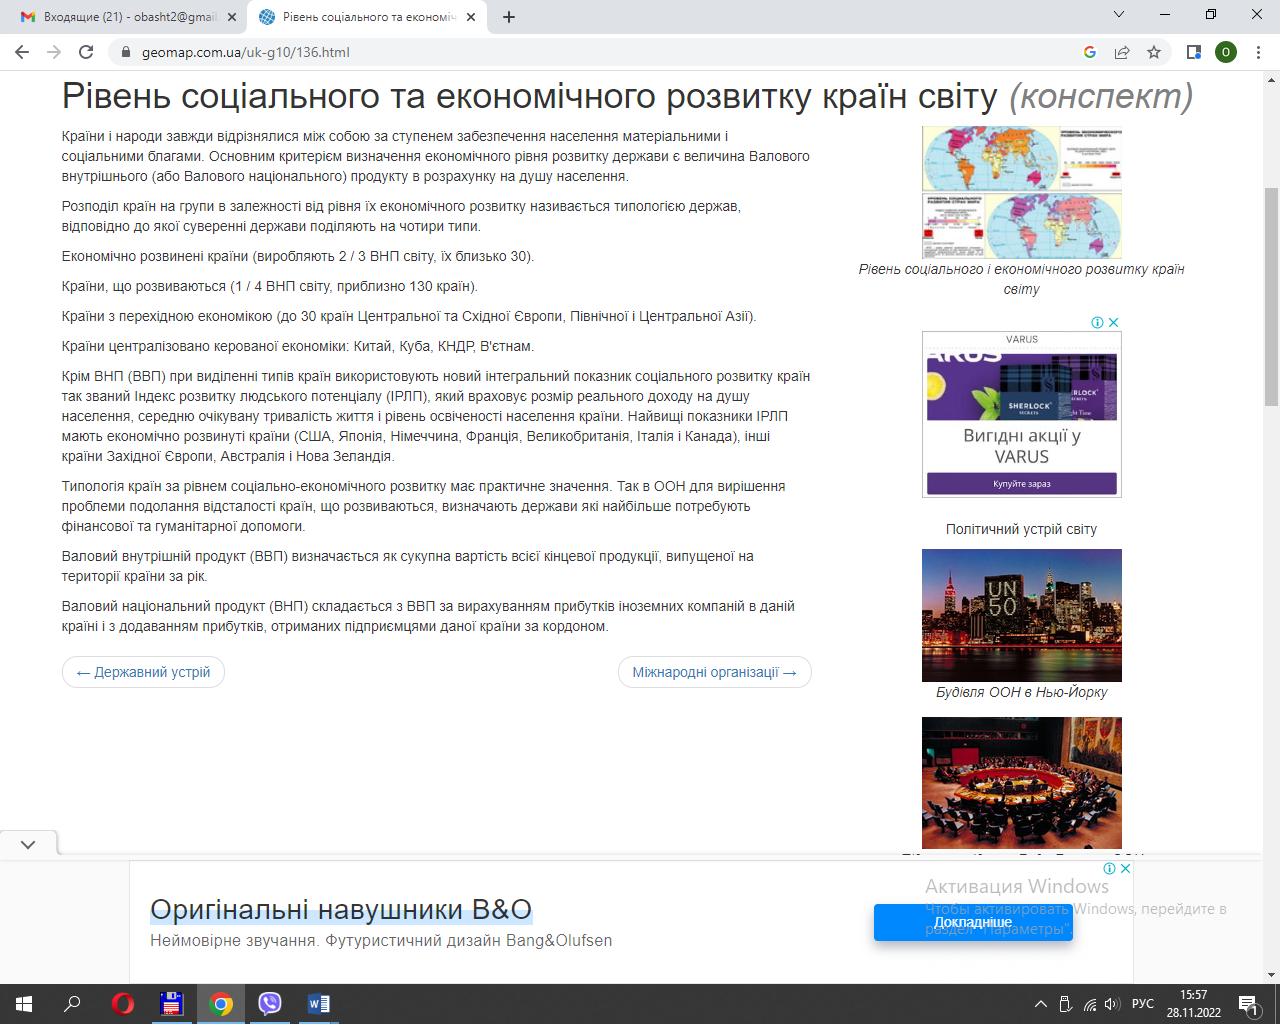 Входящие (21) - obasht2@gmail
Рівень соціального та економіч
geomap.com.ua/uk-g10/136.html
O
Рівень соціального та економічного розвитку країн світу (конспект)
Країни і народи завжди відрізнялися між собою за ступенем забезпечення населення матеріальними і
соціальними благами. Основним критерієм визначення економічного рівня розвитку держави є величина Валового
внутрішнього (або Валового національного) продукту в розрахунку на душу населення.
Розподіл країн на групи в залежності від рівня їх економічного розвитку називається типологією держав,
відповідно до якої суверенні держави поділяють на чотири типи.
Економічно розвинені країни (виробляють 2 / 3 ВНП світу, їх близько 30).
Країни, що розвиваються (1 / 4 ВНП світу, приблизно 130 країн).
Країни з перехідною економікою (до 30 країн Центральної та Східної Європи, Північної і Центральної Азії).
Країни централізовано керованої економіки: Китай, Куба, КНДР, В'єтнам.
Крім ВНП (ВВП) при виділенні типів країн використовують новий інтегральний показник соціального розвитку країн
так званий Індекс розвитку людського потенціалу (ІРЛП), який враховує розмір реального доходу на душу
населення, середню очікувану тривалість життя і рівень освіченості населення країни. Найвищі показники ІРЛП
мають економічно розвинуті країни (США, Японія, Німеччина, Франція, Великобританія, Італія і Канада), інші
країни Західної Європи, Австралія і Нова Зеландія.
Типологія країн за рівнем соціально-економічного розвитку має практичне значення. Так в ООН для вирішення
проблеми подолання відсталості країн, що розвиваються, визначають держави які найбільше потребують
фінансової та гуманітарної допомоги.
Валовий внутрішній продукт (ВВП) визначається як сукупна вартість всієї кінцевої продукції, випущеної на
території країни за рік.
Валовий національний продукт (ВНП) складається з ВВП за вирахуванням прибутків іноземних компаній в даній
країні і з додаванням прибутків, отриманих підприємцями даної країни за кордоном.
← Державний устрій
Міжнародні організації →
Рівень соціального і економічного розвитку країн
світу
VARUS
SHERLOCK
SECRETS
Вигідні акції у
VARUS
Купуйте зараз
Політичний устрій світу
UN
50
Будівля ООН в Нью-Йорку
Оригінальні навушники B&O
Неймовірне звучання. Футуристичний дизайн Bang&Olufsen
Докладніше
Активация Windows
Чтобы активировать Windows, перейдите в
раздел "Параметры".
РУС
15:57
28.11.2022
1